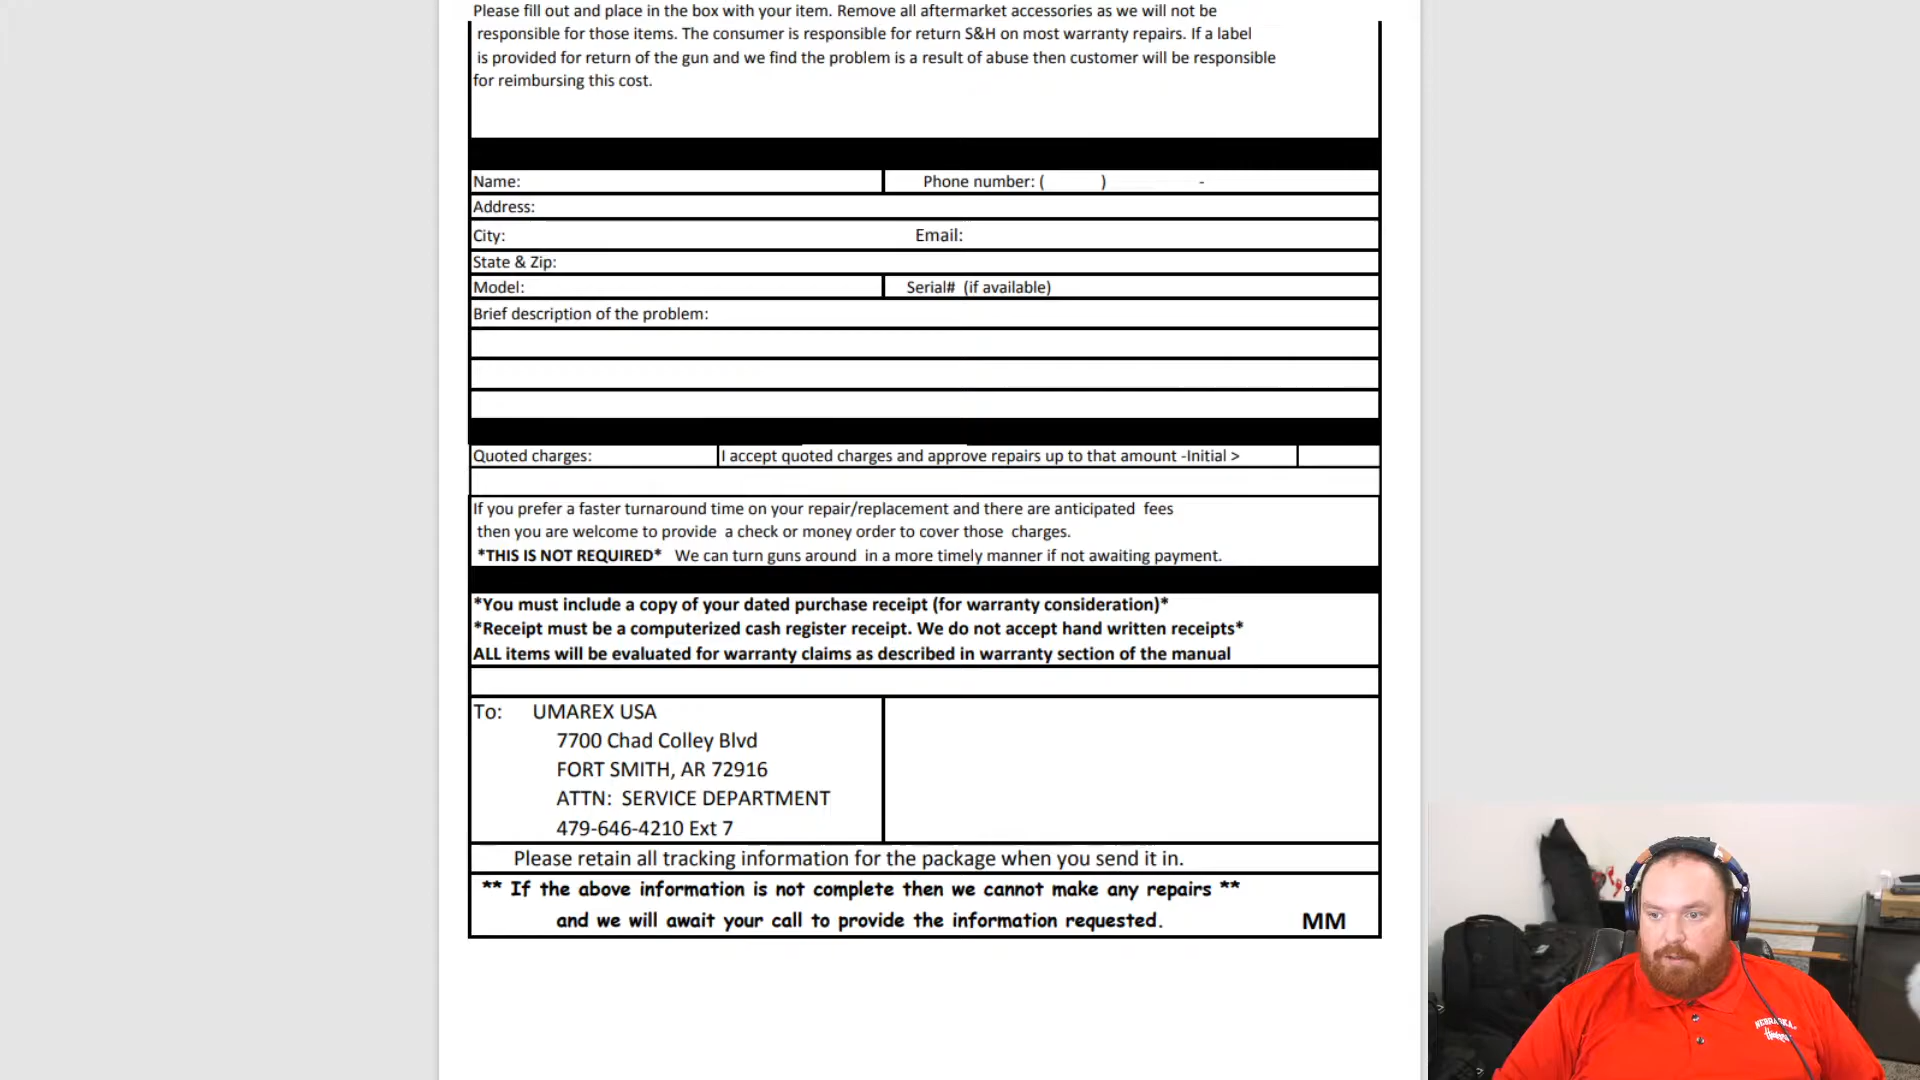 Please fill out and place in the box with your item. Remove all aftermarket accessories as we will not be
responsible for those items. The consumer is responsible for return S&H on most warranty repairs. If a label
is provided for return of the gun and we find the problem is a result of abuse then customer will be responsible
for reimbursing this cost.
Name: Phone number: ( ) -
Address:
City: Email:
State & Zip:
Model: Serial# (if available)
Brief description of the problem:
Quoted charges: I accept quoted charges and approve repairs up to that amount -Initial >
If you prefer a faster turnaround time on your repair/replacement and there are anticipated fees
then you are welcome to provide a check or money order to cover those charges.
*THIS IS NOT REQUIRED* We can turn guns around in a more timely manner if not awaiting payment.
*You must include a copy of your dated purchase receipt (for warranty consideration)*
*Receipt must be a computerized cash register receipt. We do not accept hand written receipts*
ALL items will be evaluated for warranty claims as described in warranty section of the manual
To: UMAREX USA
7700 Chad Colley Blvd
FORT SMITH, AR 72916
ATTN: SERVICE DEPARTMENT
479-646-4210 Ext 7
Please retain all tracking information for the package when you send it in.
** If the above information is not complete then we cannot make any repairs **
and we will await your call to provide the information requested. MM
NEBRASKA
Huskers